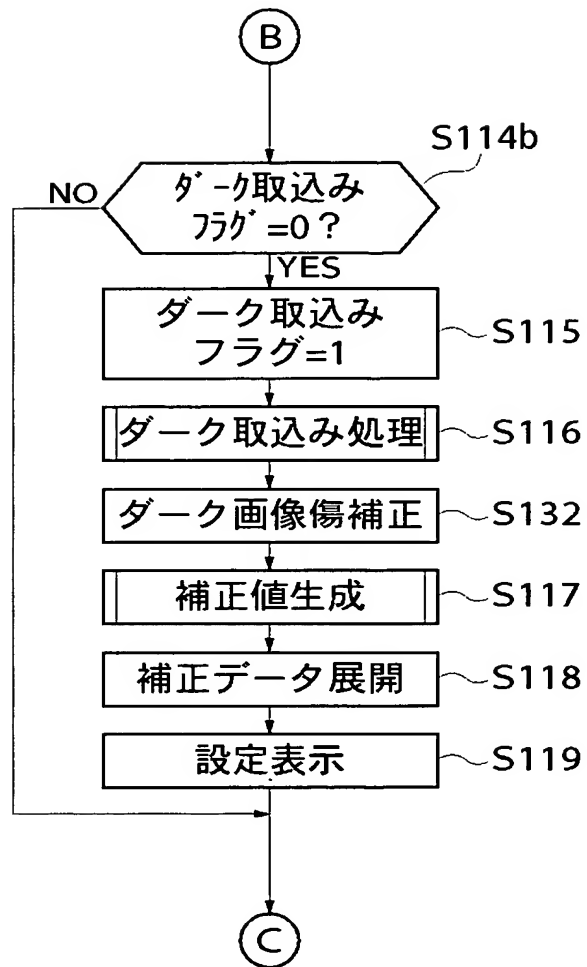 B
S114b
NO
ﾀﾞｰｸ取込み
ﾌﾗｸﾞ=0？
YES
ダーク取込み
フラグ=1
S115
ダーク取込み処理
S116
ダーク画像傷補正
S132
補正値生成
S117
補正データ展開
S118
設定表示
S119
C